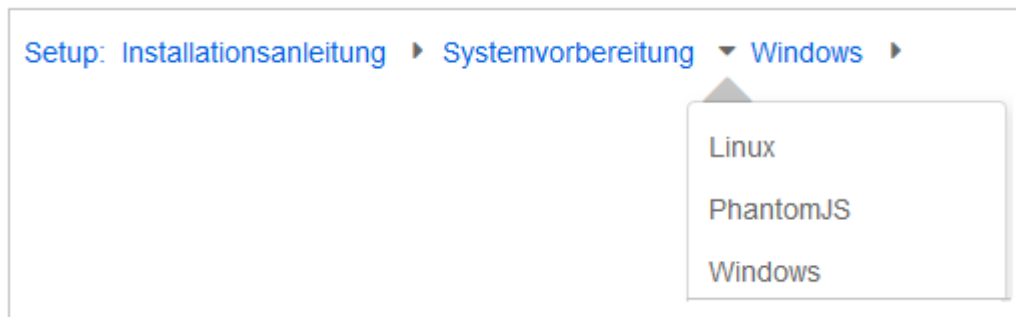 Setup: Installationsanleitung Systemvorbereitung Windows
Linux
PhantomJS
Windows